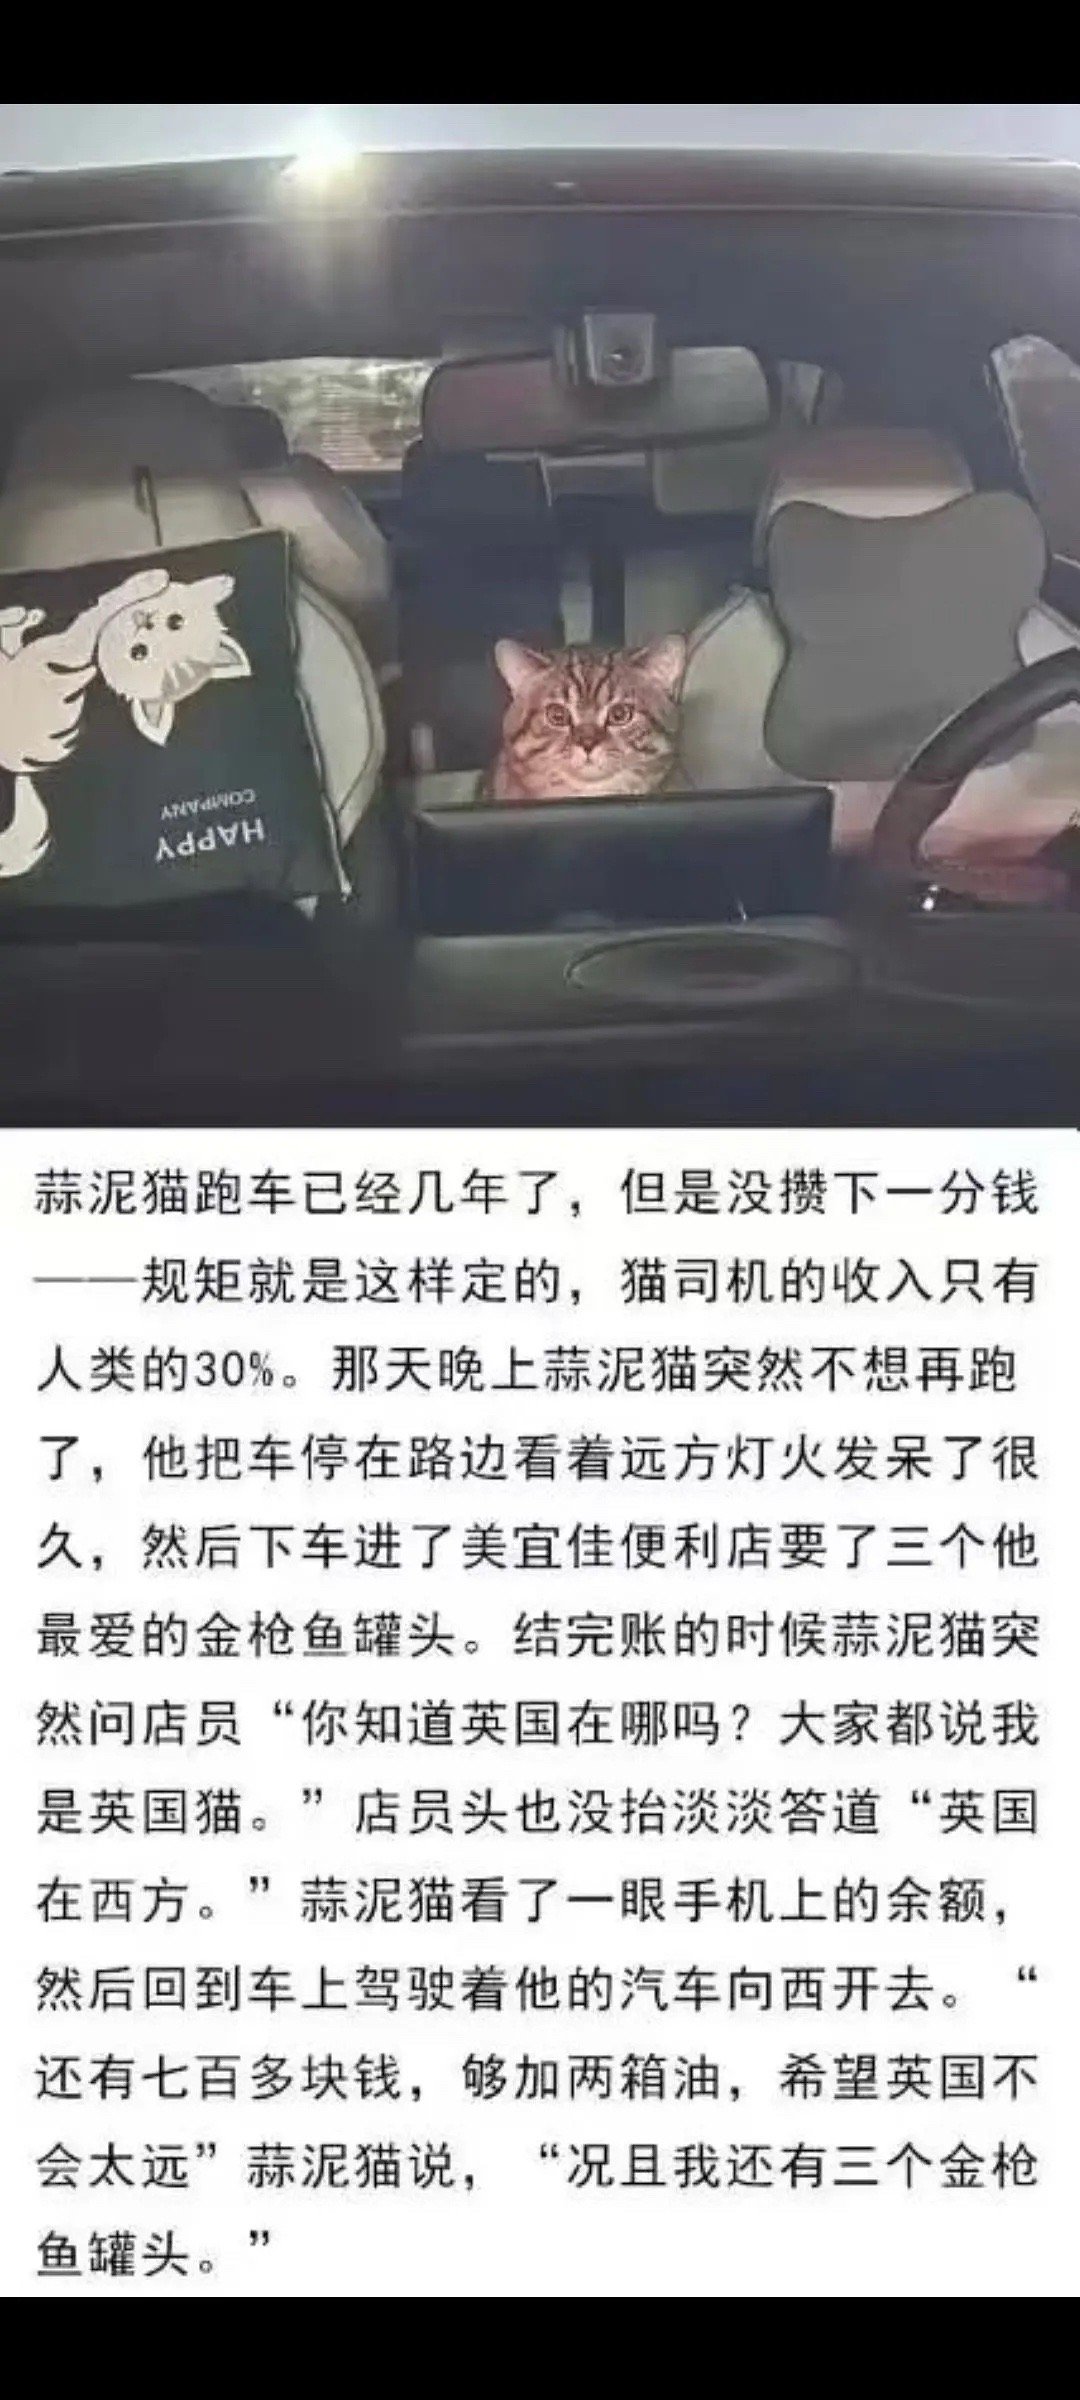 HAPPY
COMPANY
蒜泥猫跑车已经几年了，但是没攒下一分钱
——规矩就是这样定的，猫司机的收入只有
人类的30%。那天晚上蒜泥猫突然不想再跑
了，他把车停在路边看着远方灯火发呆了很
久，然后下车进了美宜佳便利店要了三个他
最爱的金枪鱼罐头。结完账的时候蒜泥猫突
然问店员“你知道英国在哪吗？大家都说我
是英国猫。”店员头也没抬淡淡答道“英国
在西方。”蒜泥猫看了一眼手机上的余额，
然后回到车上驾驶着他的汽车向西开去。“
还有七百多块钱，够加两箱油，希望英国不
会太远”蒜泥猫说，“况且我还有三个金枪
鱼罐头。”